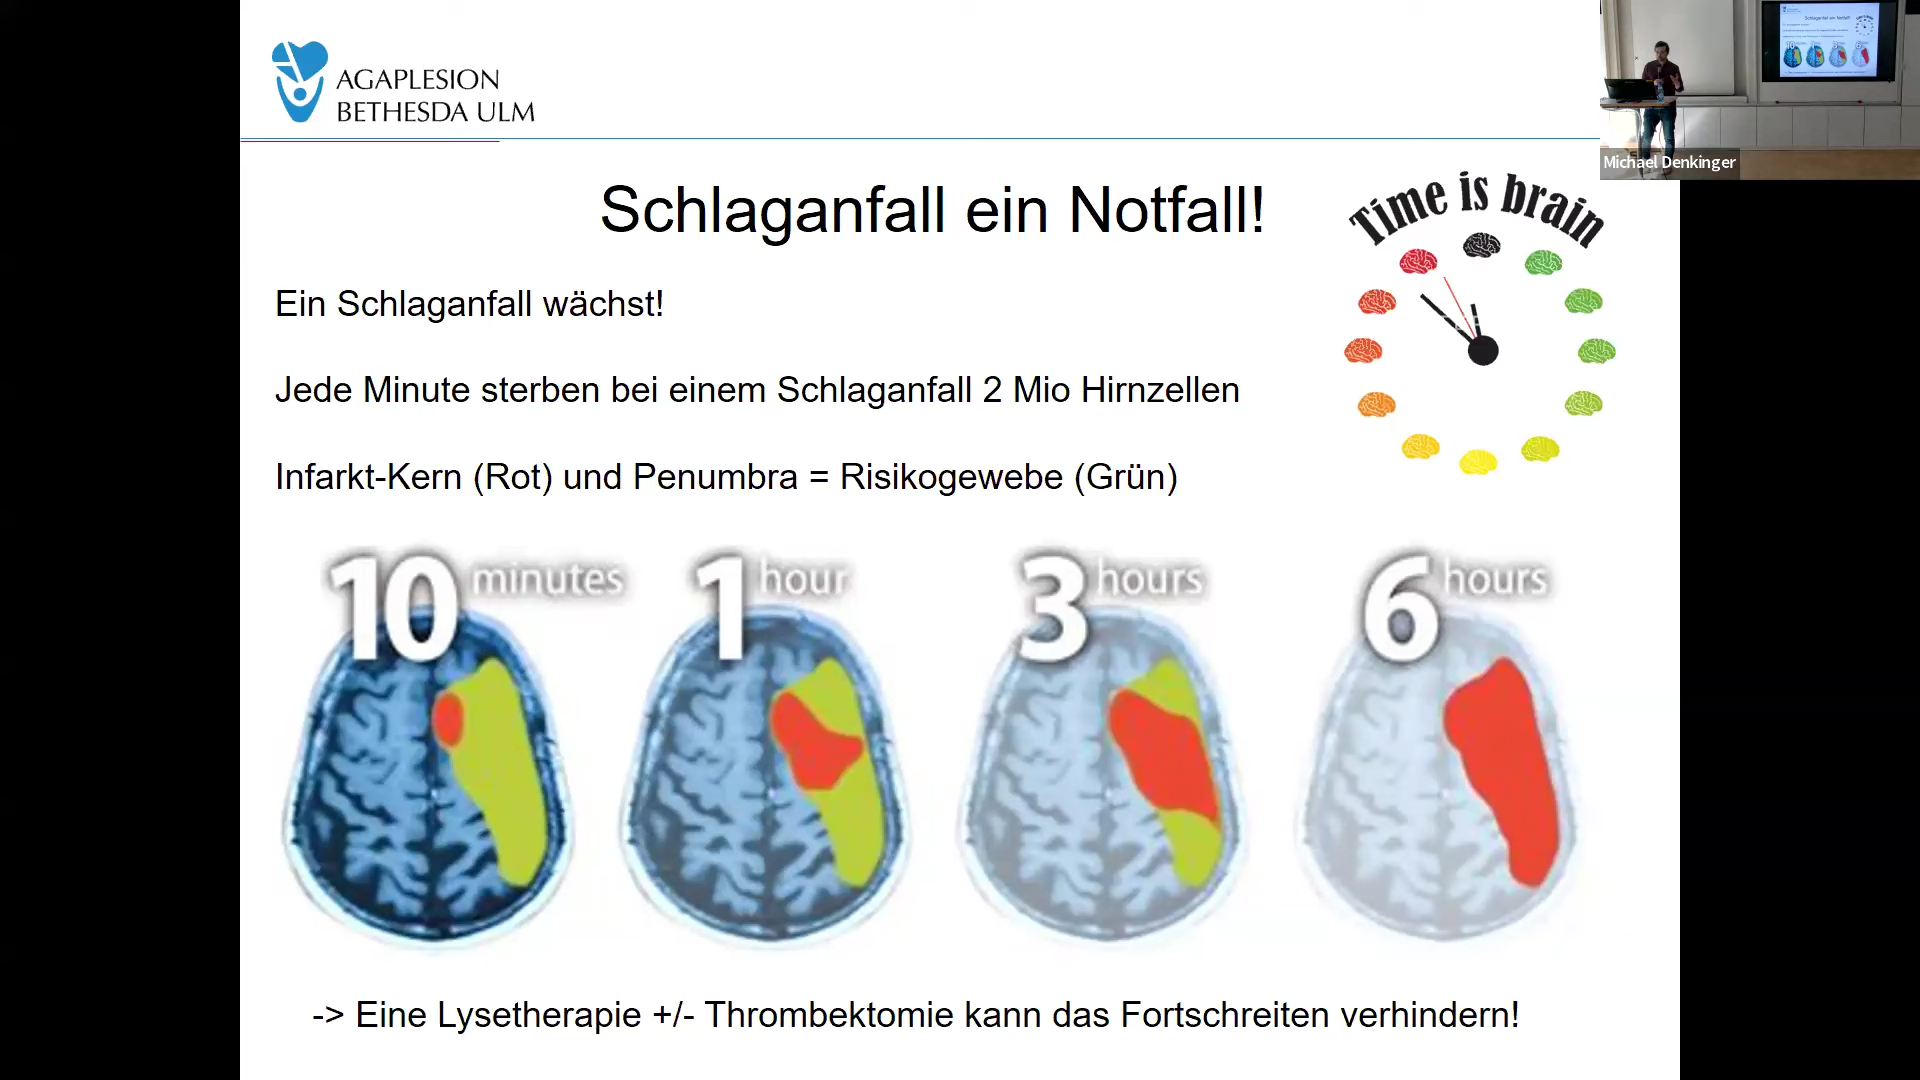 AGAPLESION
BETHESDA ULM
Michael Denkinger
Schlaganfall ein Notfall!
Time is brain
Ein Schlaganfall wächst!
Jede Minute sterben bei einem Schlaganfall 2 Mio Hirnzellen
Infarkt-Kern (Rot) und Penumbra = Risikogewebe (Grün)
10 minutes
1 hour
3 hours
6 hours
-> Eine Lysetherapie +/- Thrombektomie kann das Fortschreiten verhindern!